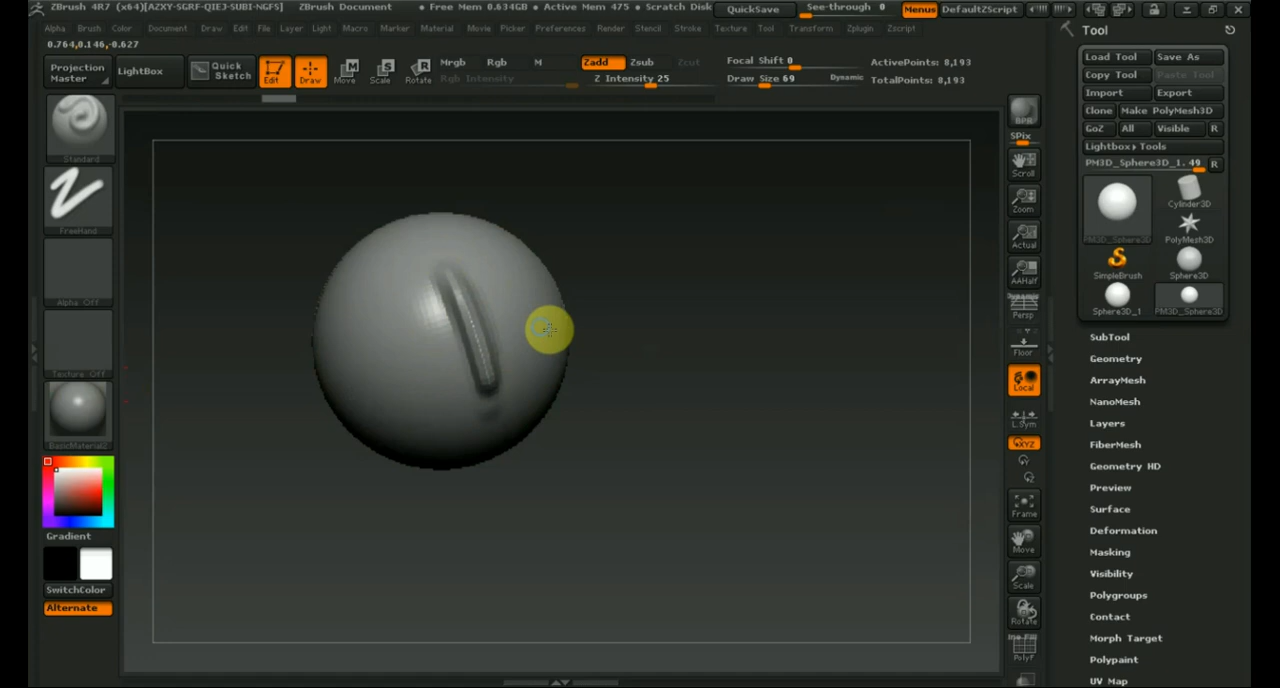 ZBrush 4R7 (x64)[AZXY-SGRF-QIEJ-SUBI-NGFS] ZBrush Document • Free Mem 0.634GB • Active Mem 475 • Scratch Disk QuickSave See-through 0 Menus DefaultZScript
Alpha Brush Color Document Draw Edit File Layer Light Macro Marker Material Movie Picker Preferences Render Stencil Stroke Texture Tool Transform Zplugin Zscript
0.764,0.146,-0.627
Projection Master
LightBox
Quick Sketch
Edit
Draw
Move
Scale
Rotate
Mrgb Rgb M
Rgb Intensity
Zadd Zsub Zcut
Z Intensity 25
Focal Shift 0
Draw Size 69 Dynamic
ActivePoints: 8,193
TotalPoints: 8,193
Standard
FreeHand
Alpha Off
Texture Off
BasicMaterial2
Gradient
SwitchColor
Alternate
BPR
SPix
Scroll
Zoom
Actual
AAHalf
Dynamic
Persp
Floor
Local
L.Sym
XYZ
Frame
Move
Scale
Rotate
Line Fill
PolyF
Tool
Load Tool Save As
Copy Tool Paste Tool
Import Export
Clone Make PolyMesh3D
GoZ All Visible R
Lightbox▸Tools
PM3D_Sphere3D_1. 49 R
PM3D_Sphere3D
Cylinder3D
PolyMesh3D
SimpleBrush Sphere3D
Sphere3D_1 PM3D_Sphere3D
SubTool
Geometry
ArrayMesh
NanoMesh
Layers
FiberMesh
Geometry HD
Preview
Surface
Deformation
Masking
Visibility
Polygroups
Contact
Morph Target
Polypaint
UV Map